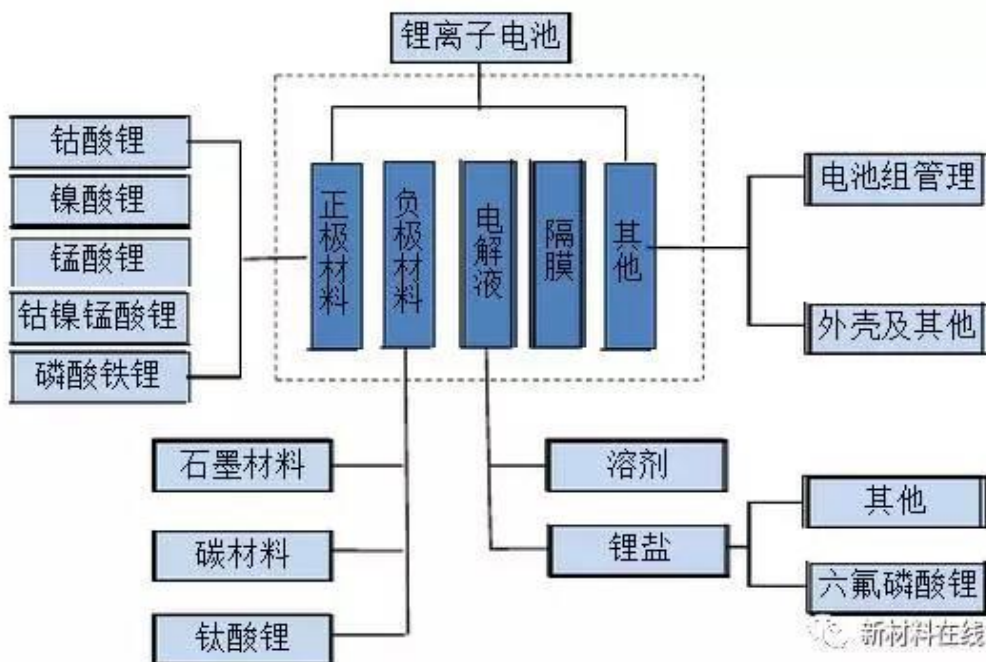 锂离子电池
钴酸锂
镍酸锂
锰酸锂
钴镍锰酸锂
磷酸铁锂
正极材料
负极材料
电解液
隔膜
其他
电池组管理
外壳及其他
石墨材料
碳材料
钛酸锂
溶剂
锂盐
其他
六氟磷酸锂
新材料在线